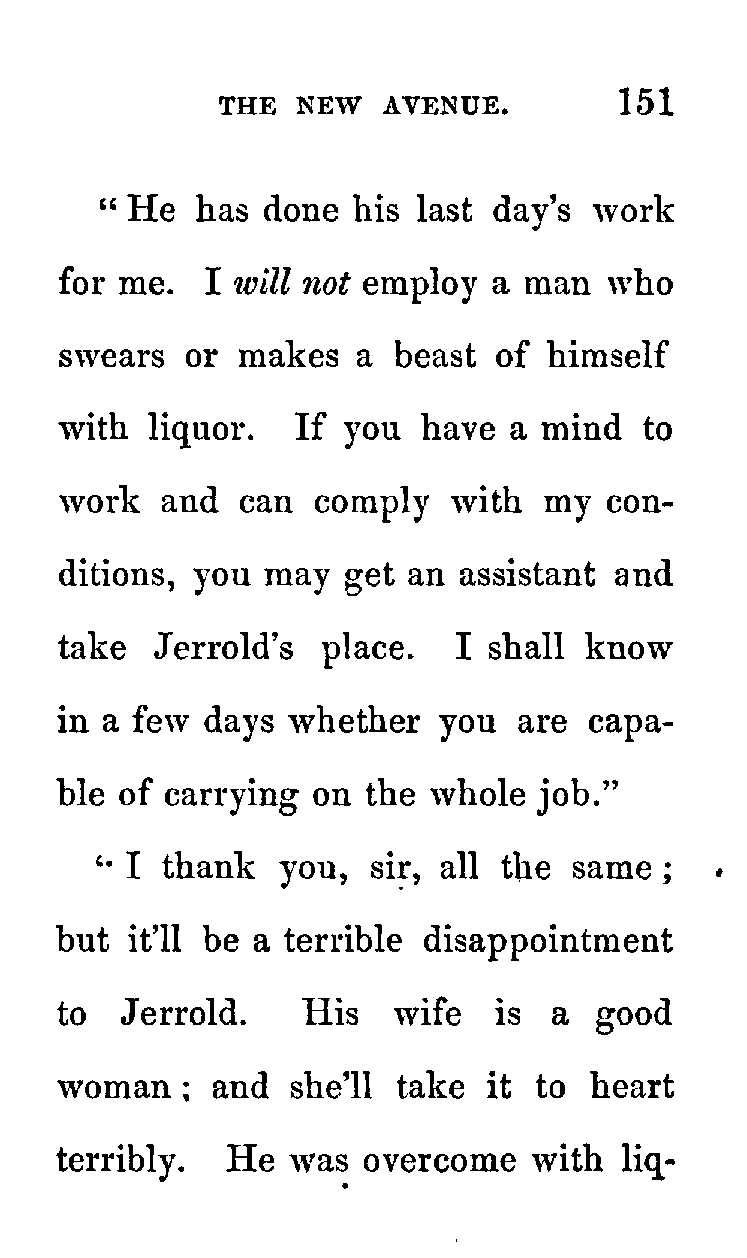 THE NEW AVENUE. 151
“ He has done his last day’s work
for me. I will not employ a man who
swears or makes a beast of himself
with liquor. If you have a mind to
work and can comply with my con-
ditions, you may get an assistant and
take Jerrold’s place. I shall know
in a few days whether you are capa-
ble of carrying on the whole job.”
“ I thank you, sir, all the same ;
but it’ll be a terrible disappointment
to Jerrold. His wife is a good
woman ; and she’ll take it to heart
terribly. He was overcome with liq-